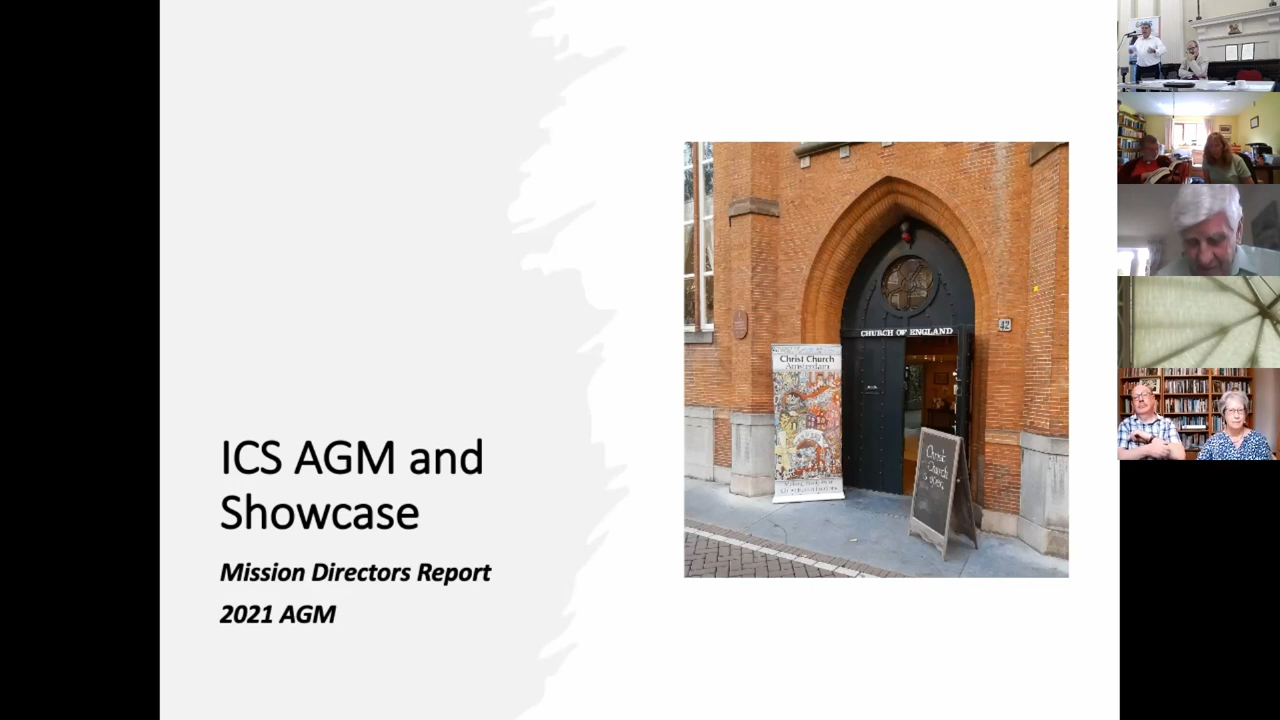 ICS AGM and
Showcase
Mission Directors Report
2021 AGM
CHURCH OF ENGLAND
42
Christ Church
Amsterdam
Christ
Church
is open